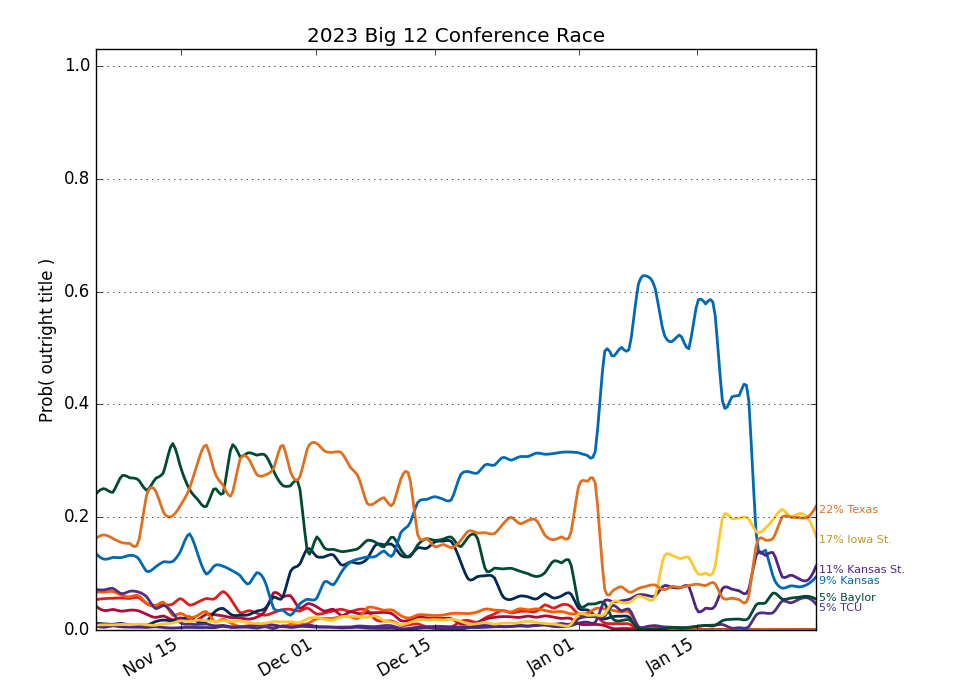 2023 Big 12 Conference Race
Prob( outright title )
1.0
0.8
0.6
0.4
0.2
0.0
22% Texas
17% Iowa St.
11% Kansas St.
9% Kansas
5% Baylor
5% TCU
Nov 15
Dec 01
Dec 15
Jan 01
Jan 15